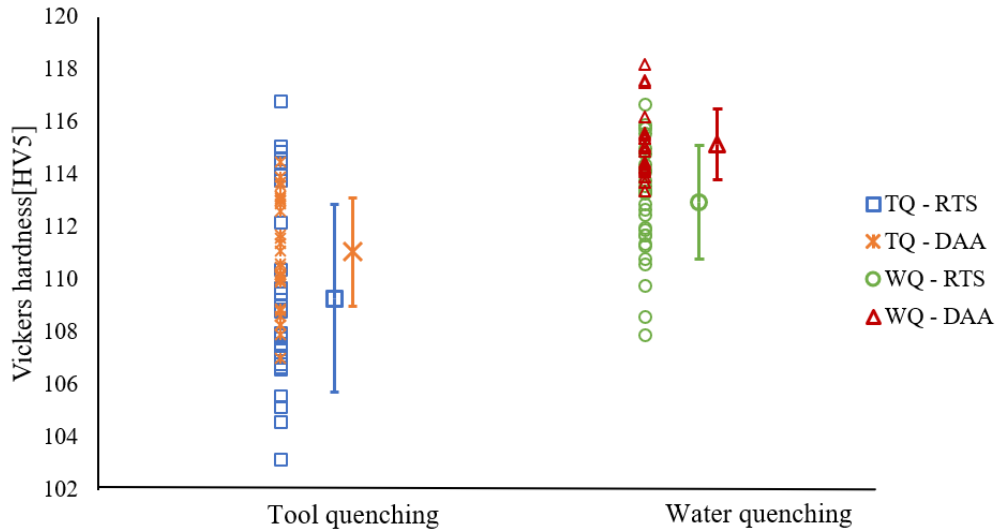 120
118
116
114
112
110
108
106
104
102
Vickers hardness[HV5]
Tool quenching
Water quenching
TQ - RTS
TQ - DAA
WQ - RTS
WQ - DAA